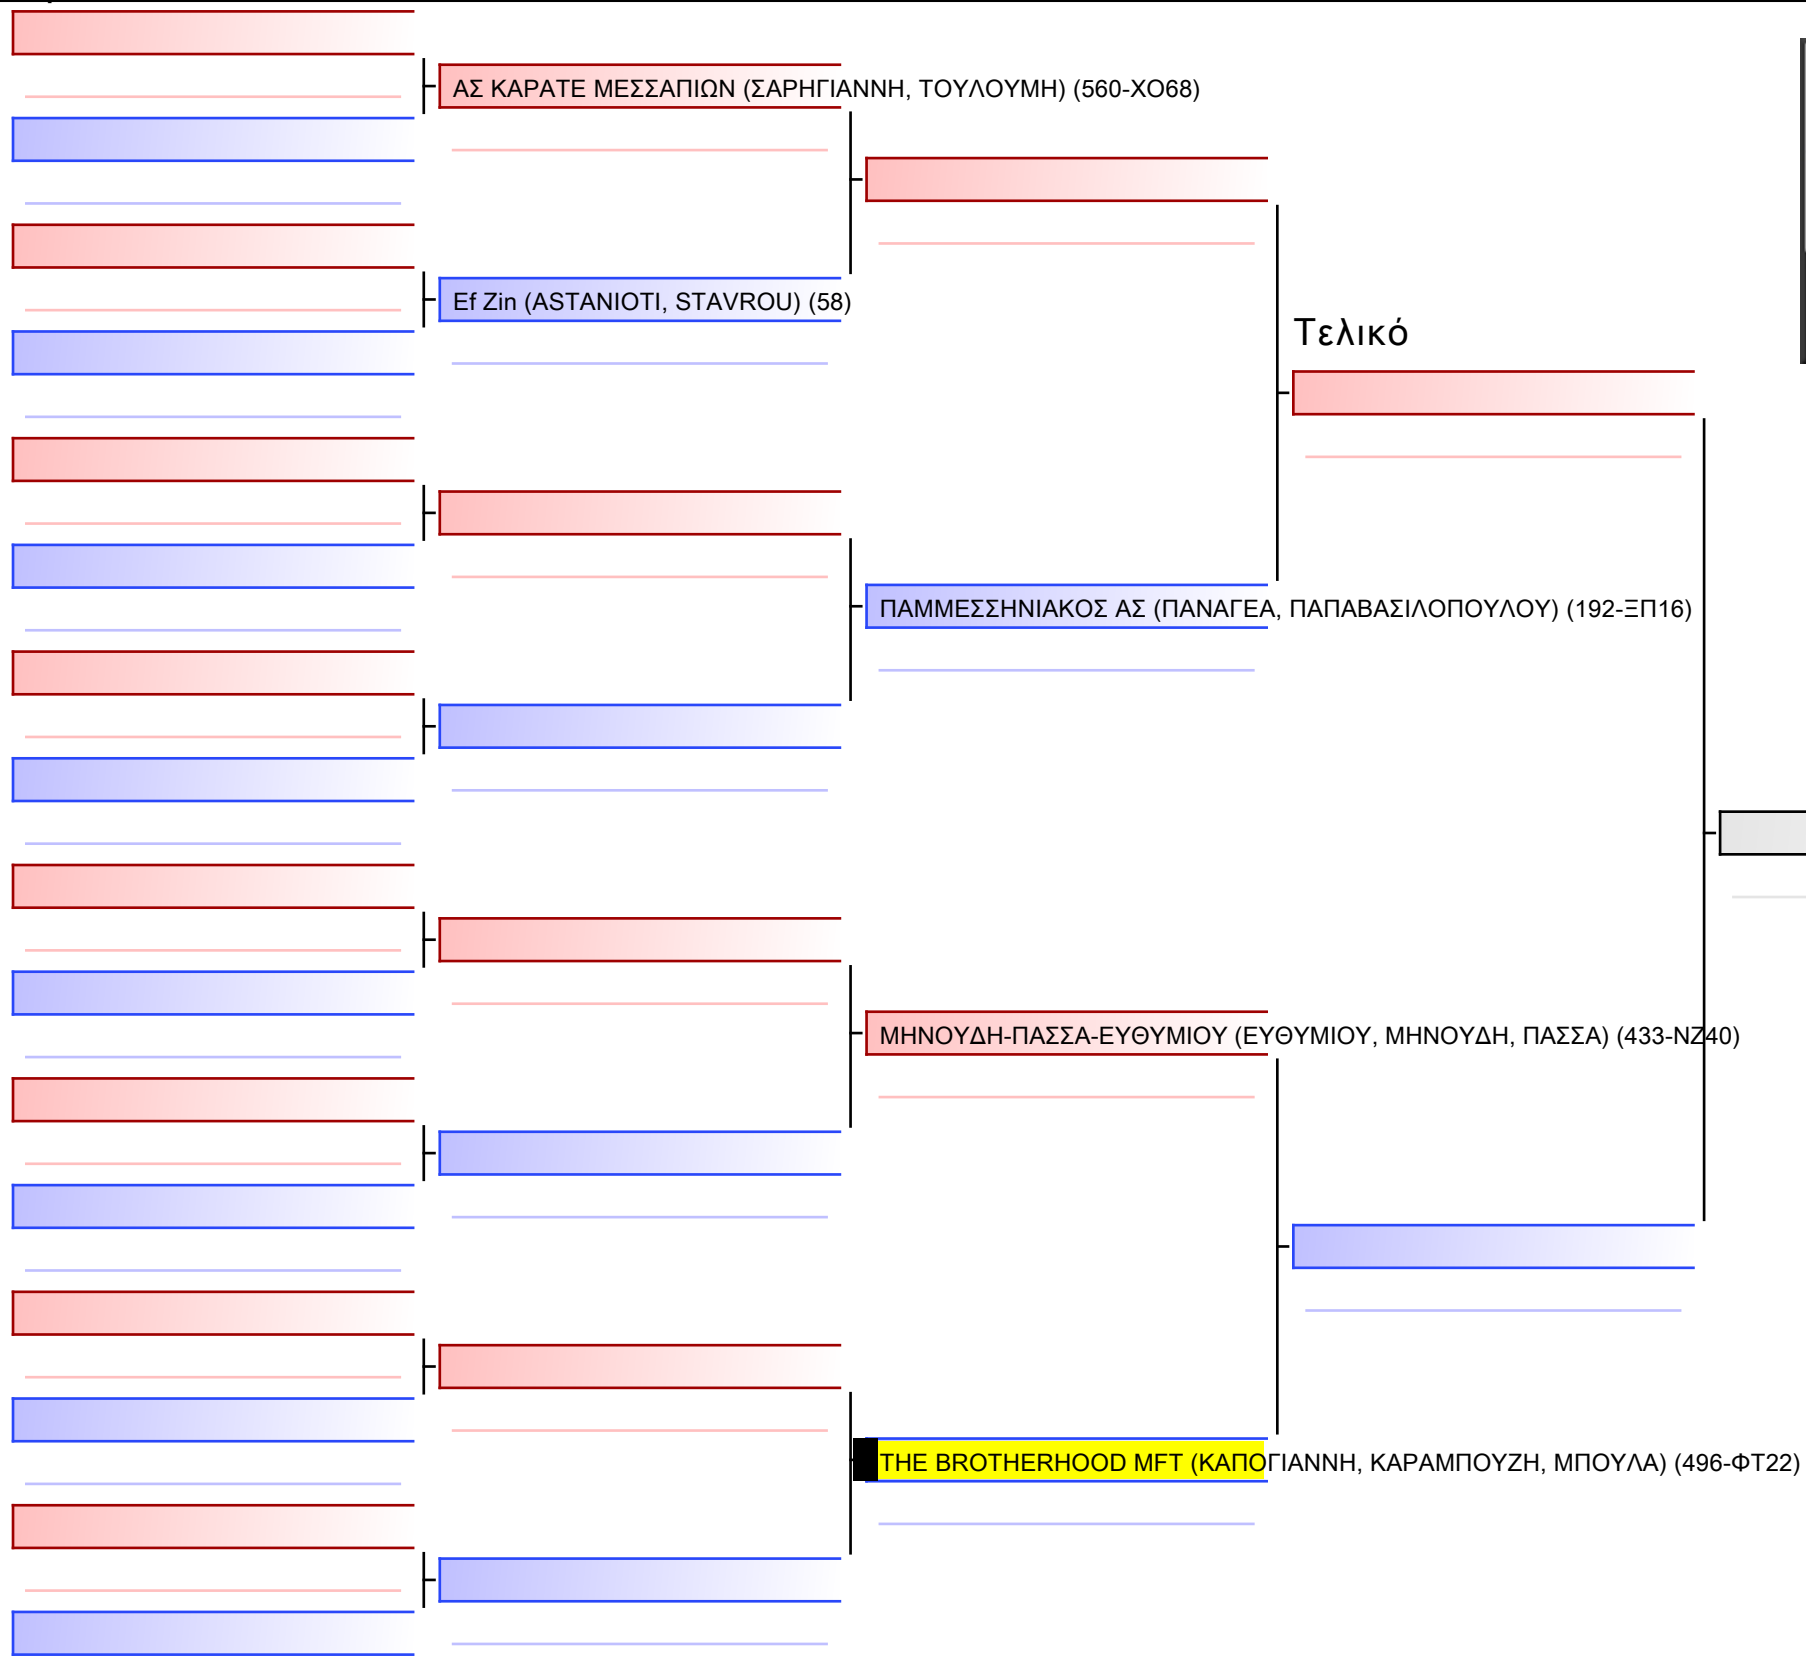 ΑΣ ΚΑΡΑΤΕ ΜΕΣΣΑΠΙΩΝ (ΣΑΡΗΓΙΑΝΝΗ, ΤΟΥΛΟΥΜΗ) (560-ΧΟ68)
Ef Zin (ASTANIOTI, STAVROU) (58)
Τελικό
ΠΑΜΜΕΣΣΗΝΙΑΚΟΣ ΑΣ (ΠΑΝΑΓΕΑ, ΠΑΠΑΒΑΣΙΛΟΠΟΥΛΟΥ) (192-ΞΠ16)
ΜΗΝΟΥΔΗ-ΠΑΣΣΑ-ΕΥΘΥΜΙΟΥ (ΕΥΘΥΜΙΟΥ, ΜΗΝΟΥΔΗ, ΠΑΣΣΑ) (433-ΝΖ40)
THE BROTHERHOOD MFT (ΚΑΠΟΓΙΑΝΝΗ, ΚΑΡΑΜΠΟΥΖΗ, ΜΠΟΥΛΑ) (496-ΦΤ22)